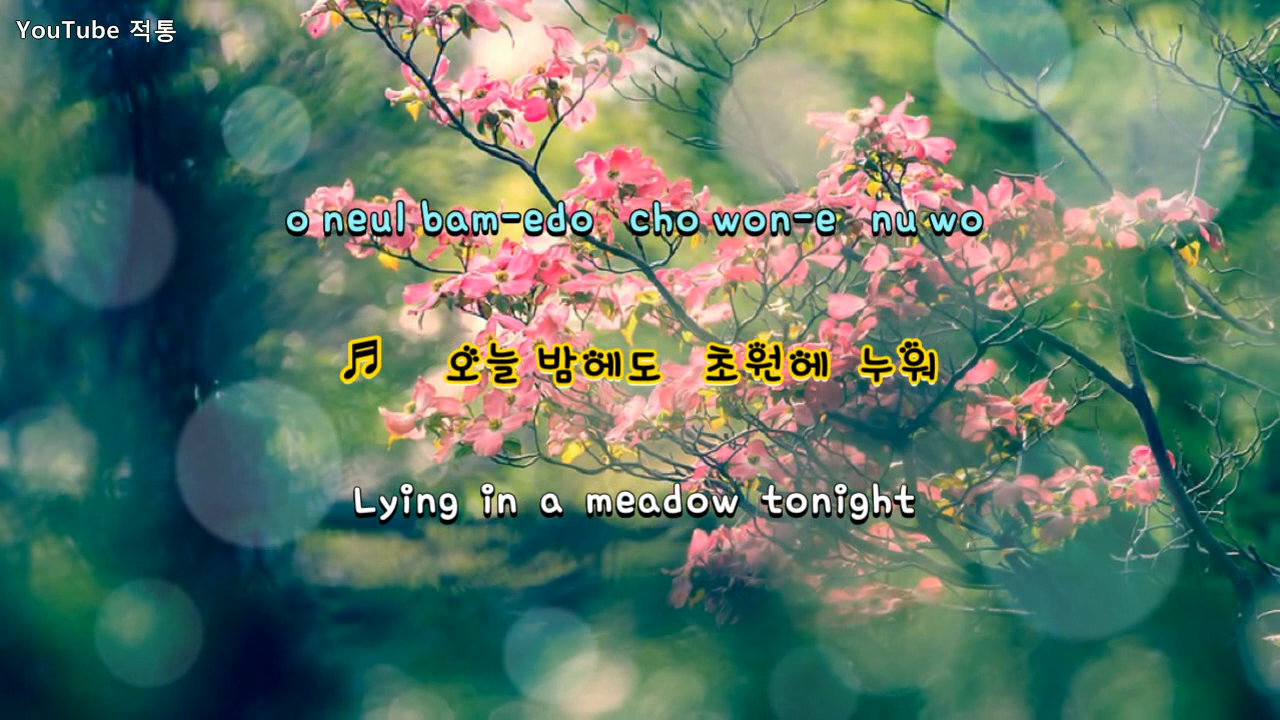 YouTube 적통
o neul bam-edo cho won-e nu wo
♬ 오늘 밤에도 초원에 누워
Lying in a meadow tonight